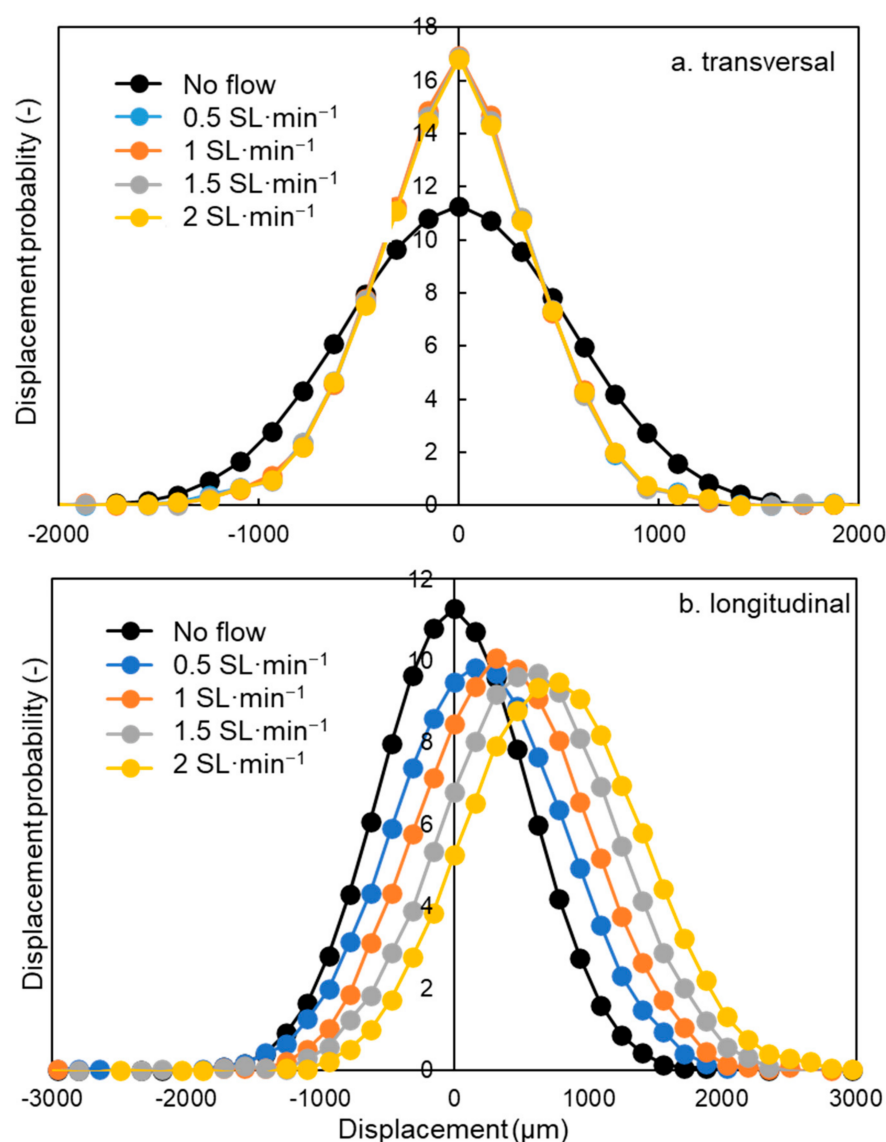 18
16
14
12
10
8
6
4
2
0
Displacement probablity (-)
No flow
0.5 SL·min⁻¹
1 SL·min⁻¹
1.5 SL·min⁻¹
2 SL·min⁻¹
a. transversal
-2000 -1000 0 1000 2000
12
10
8
6
4
2
0
Displacement probability (-)
No flow
0.5 SL·min⁻¹
1 SL·min⁻¹
1.5 SL·min⁻¹
2 SL·min⁻¹
b. longitudinal
-3000 -2000 -1000 0 1000 2000 3000
Displacement (µm)